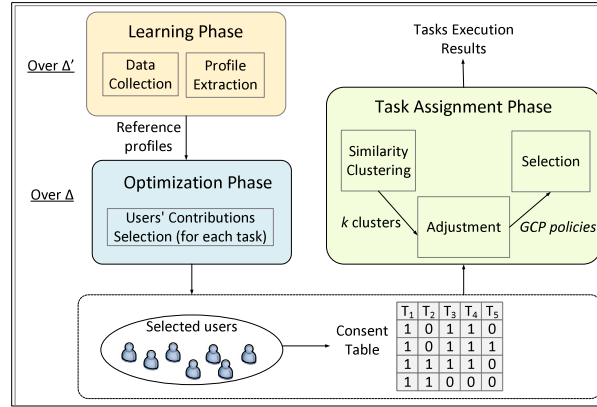 Learning Phase
Over Δ’
Data
Collection
Profile
Extraction
Reference
profiles
Over Δ
Optimization Phase
Users' Contributions
Selection (for each task)
Selected users
Consent
Table
T1 T2 T3 T4 T5
1 0 1 1 0
1 0 1 1 1
1 1 1 1 0
1 1 0 0 0
Tasks Execution
Results
Task Assignment Phase
Similarity
Clustering
Selection
k clusters
Adjustment
GCP policies